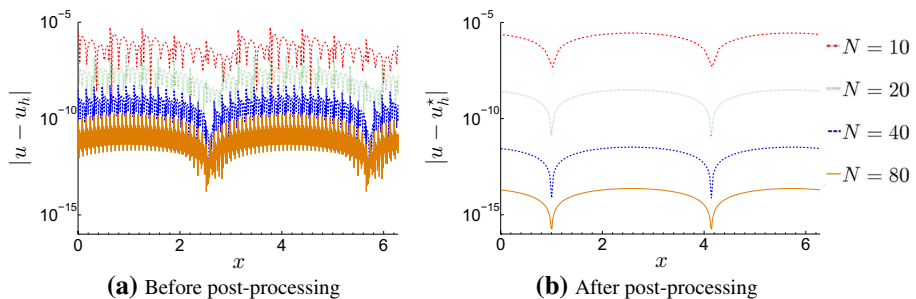 10⁻⁵
10⁻¹⁰
10⁻¹⁵
|u − u_h|
0 2 4 6
x
(a) Before post-processing
10⁻⁵
10⁻¹⁰
10⁻¹⁵
|u − u_h^⋆|
0 2 4 6
x
(b) After post-processing
N = 10
N = 20
N = 40
N = 80